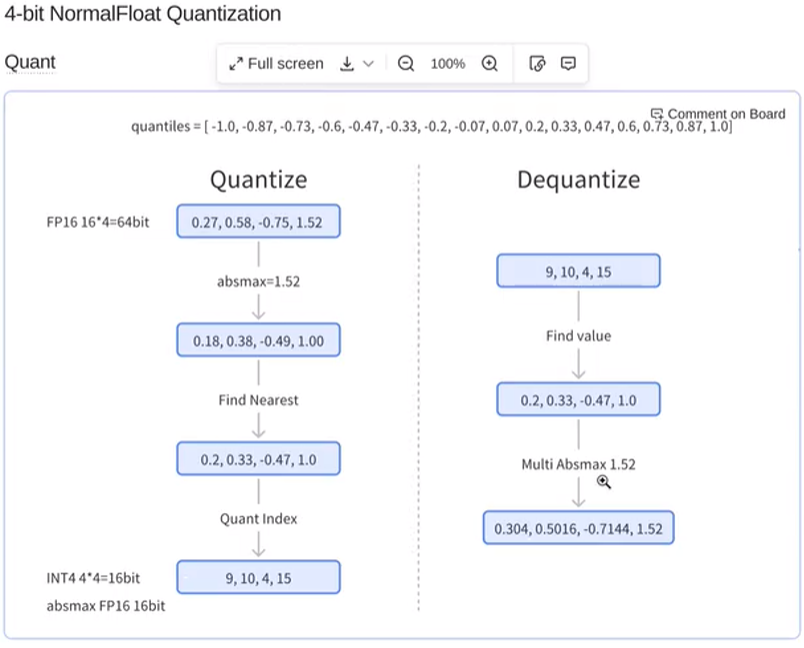 4-bit NormalFloat Quantization
Quant
Full screen
100%
Comment on Board
quantiles = [ -1.0, -0.87, -0.73, -0.6, -0.47, -0.33, -0.2, -0.07, 0.07, 0.2, 0.33, 0.47, 0.6, 0.73, 0.87, 1.0]
Quantize
FP16 16*4=64bit
0.27, 0.58, -0.75, 1.52
absmax=1.52
0.18, 0.38, -0.49, 1.00
Find Nearest
0.2, 0.33, -0.47, 1.0
Quant Index
INT4 4*4=16bit
9, 10, 4, 15
absmax FP16 16bit
Dequantize
9, 10, 4, 15
Find value
0.2, 0.33, -0.47, 1.0
Multi Absmax 1.52
0.304, 0.5016, -0.7144, 1.52